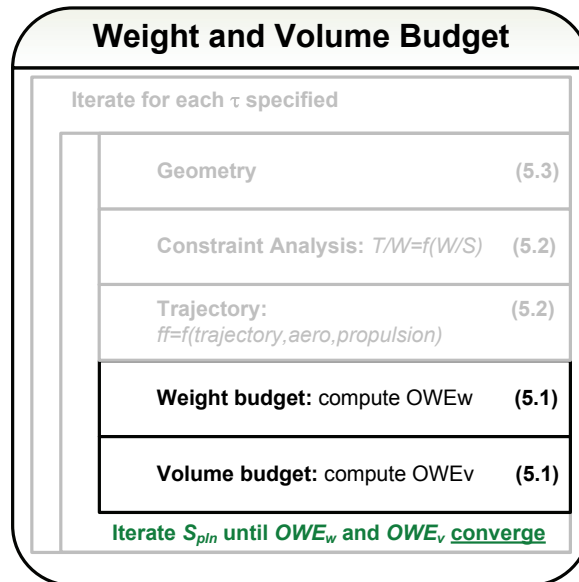 Weight and Volume Budget
Iterate for each τ specified
Geometry (5.3)
Constraint Analysis: T/W=f(W/S) (5.2)
Trajectory: (5.2)
ff=f(trajectory,aero,propulsion)
Weight budget: compute OWEw (5.1)
Volume budget: compute OWEv (5.1)
Iterate Spln until OWEw and OWEv converge